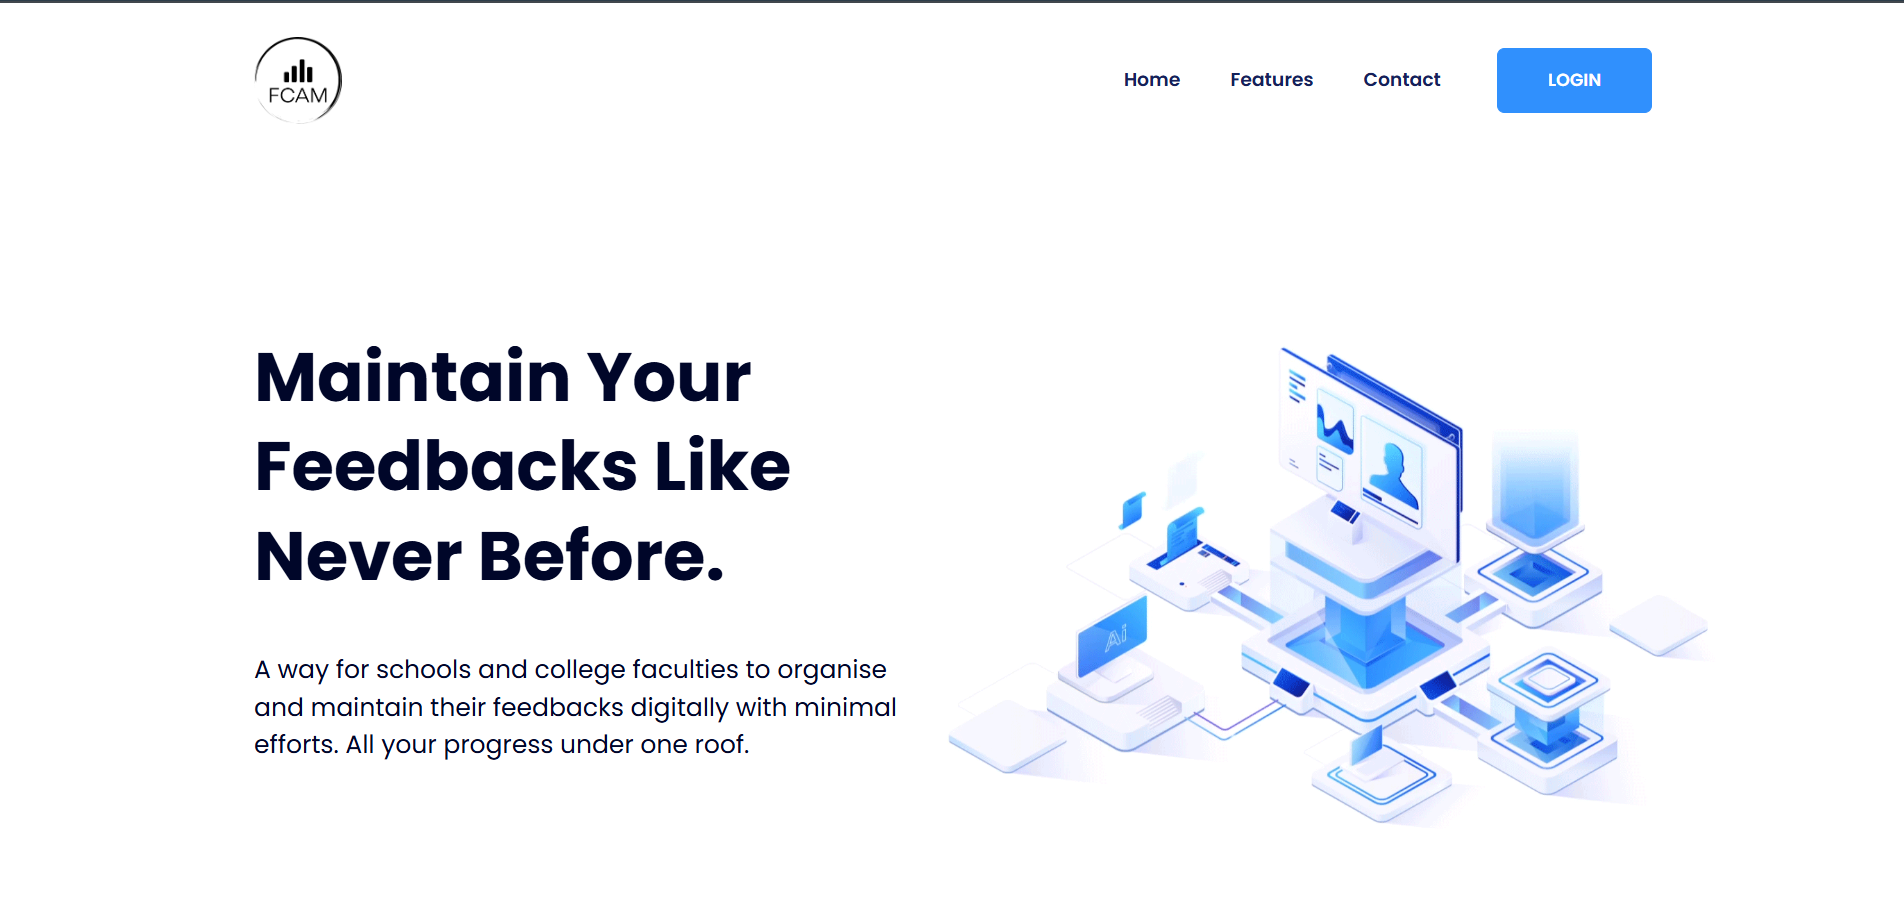 FCAM
Home Features Contact LOGIN
Maintain Your
Feedbacks Like
Never Before.
A way for schools and college faculties to organise
and maintain their feedbacks digitally with minimal
efforts. All your progress under one roof.
Ai